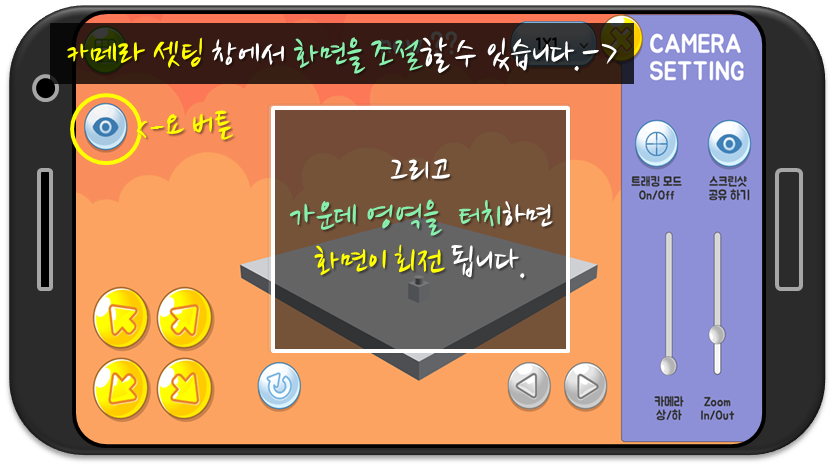 카메라 셋팅 창에서 화면을 조절할 수 있습니다.->
CAMERA
SETTING
<-요 버튼
트래킹 모드
On/Off
스크린샷
공유 하기
그리고
가운데 영역을 터치하면
화면이 회전 됩니다.
카메라
상/하
Zoom
In/Out